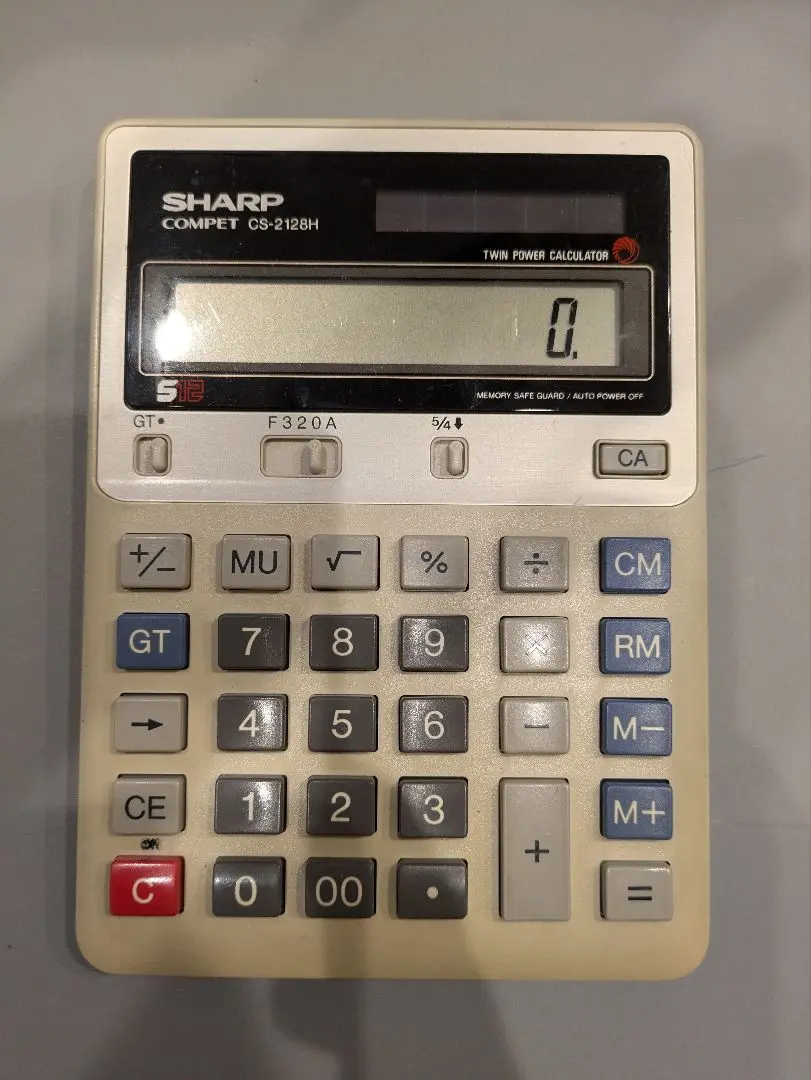 SHARP
COMPET CS-2128H
TWIN POWER CALCULATOR
0.
S12
MEMORY SAFE GUARD / AUTO POWER OFF
GT• F320A 5/4⬇
CA
+/− MU √ % ÷ CM
GT 7 8 9 × RM
→ 4 5 6 − M−
CE 1 2 3 + M+
ON
C 0 00 • =